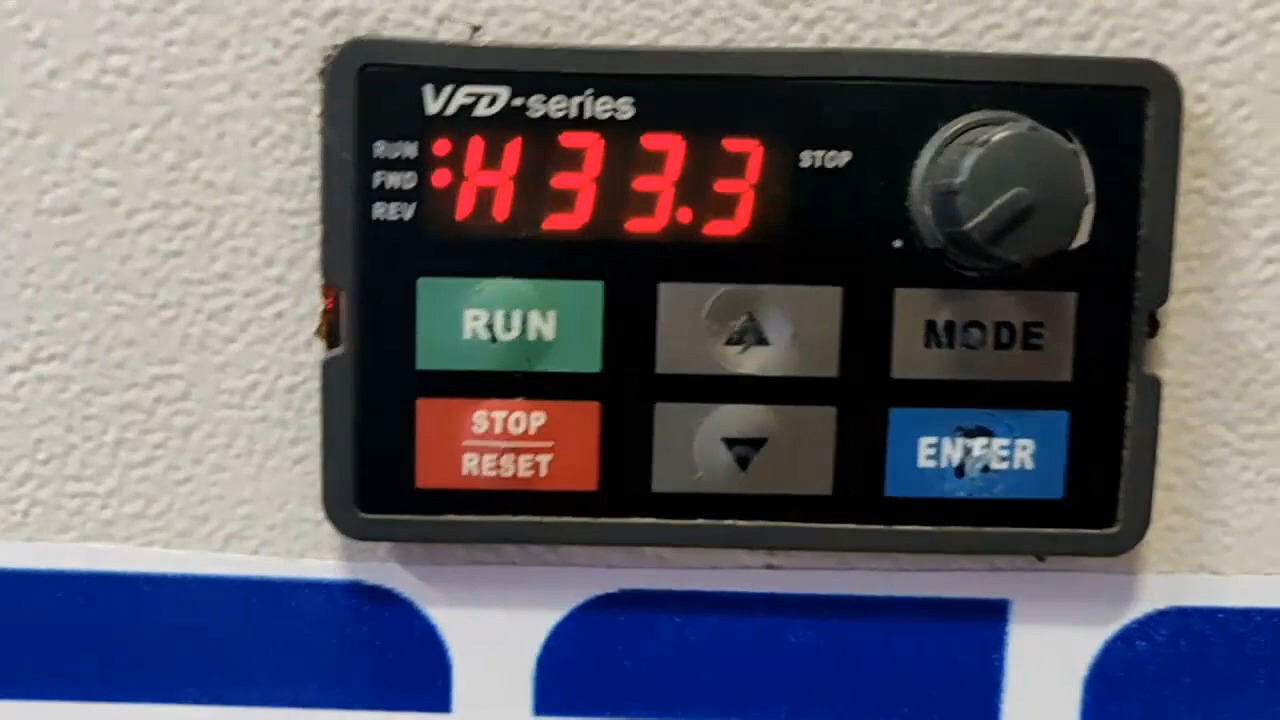 VFD-series
RUN
FWD
REV
H33.3
STOP
RUN
MODE
STOP
RESET
ENTER